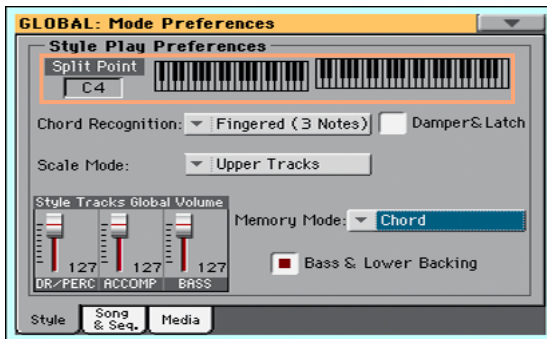 GLOBAL: Mode Preferences
Style Play Preferences
Split Point
C4
Chord Recognition: Fingered (3 Notes) Damper& Latch
Scale Mode: Upper Tracks
Style Tracks Global Volume
Memory Mode: Chord
127 127 127
Bass & Lower Backing
DR/PERC ACCOMP BASS
Style Song & Seq. Media